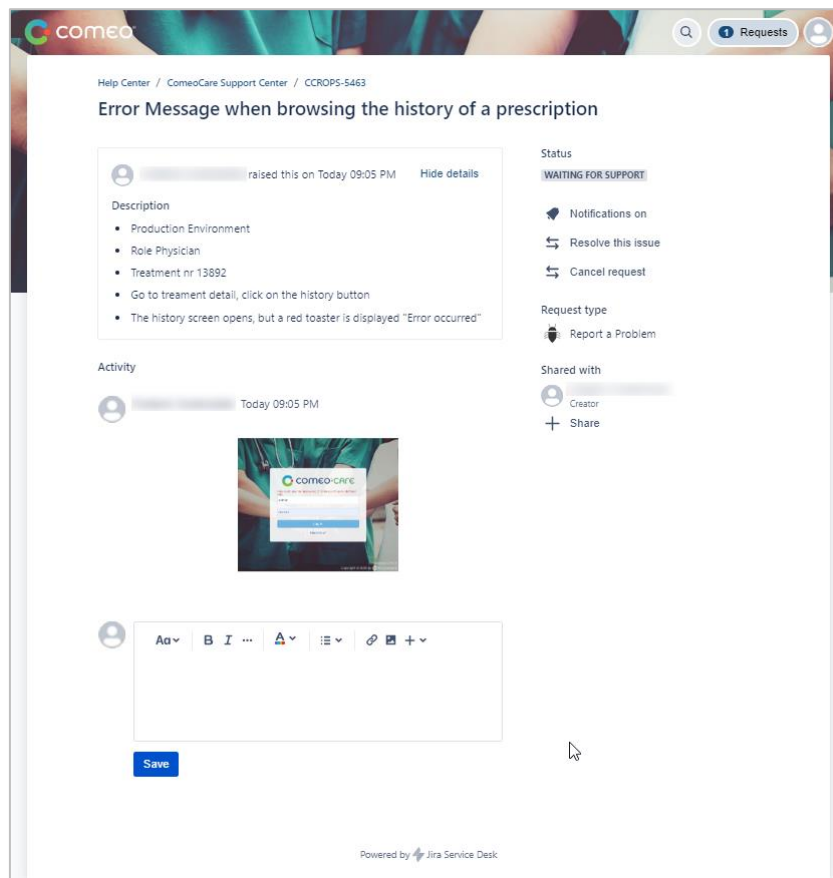 comeo
1 Requests
Help Center / ComeoCare Support Center / CCROPS-5463
Error Message when browsing the history of a prescription
raised this on Today 09:05 PM Hide details
Description
• Production Environment
• Role Physician
• Treatment nr 13892
• Go to treament detail, click on the history button
• The history screen opens, but a red toaster is displayed "Error occurred"
Status
WAITING FOR SUPPORT
Notifications on
Resolve this issue
Cancel request
Request type
Report a Problem
Shared with
Creator
Share
Activity
Today 09:05 PM
comeo-care
Aa B I ... A
Save
Powered by Jira Service Desk